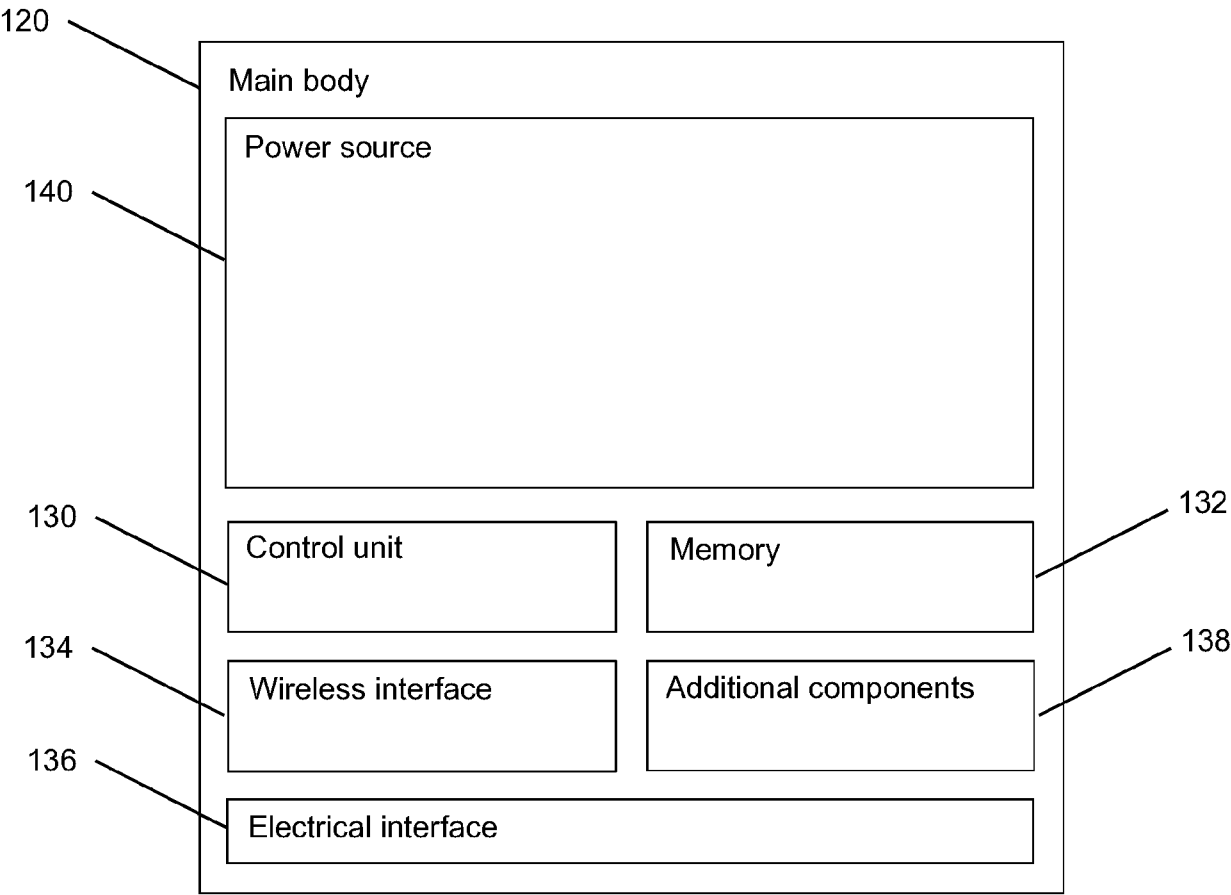 120
Main body
Power source
140
130
Control unit
Memory
132
134
Wireless interface
Additional components
138
136
Electrical interface